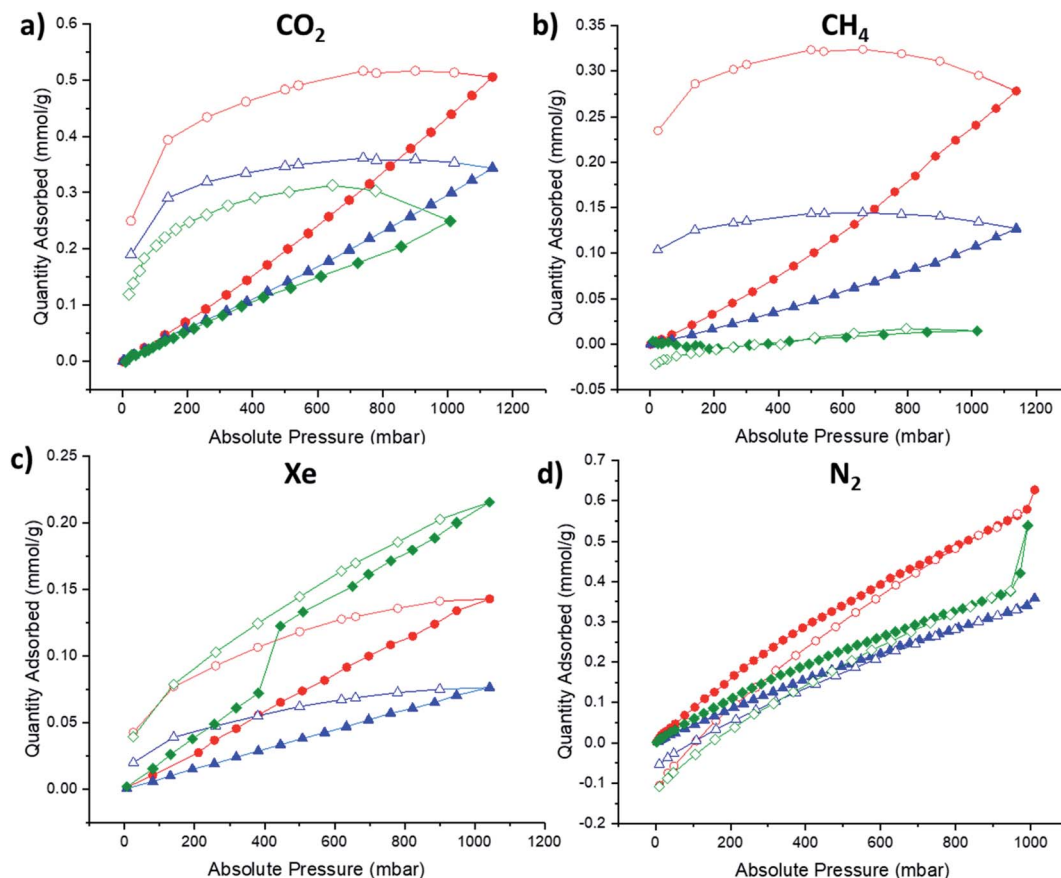 a)
CO2
0.6
0.5
0.4
0.3
0.2
0.1
0.0
Quantity Adsorbed (mmol/g)
0 200 400 600 800 1000 1200
Absolute Pressure (mbar)
b)
CH4
0.35
0.30
0.25
0.20
0.15
0.10
0.05
0.00
-0.05
Quantity Adsorbed (mmol/g)
0 200 400 600 800 1000 1200
Absolute Pressure (mbar)
c)
Xe
0.25
0.20
0.15
0.10
0.05
0.00
Quantity Adsorbed (mmol/g)
0 200 400 600 800 1000 1200
Absolute Pressure (mbar)
d)
N2
0.7
0.6
0.5
0.4
0.3
0.2
0.1
0.0
-0.1
-0.2
Quantity Adsorbed (mmol/g)
0 200 400 600 800 1000
Absolute Pressure (mbar)